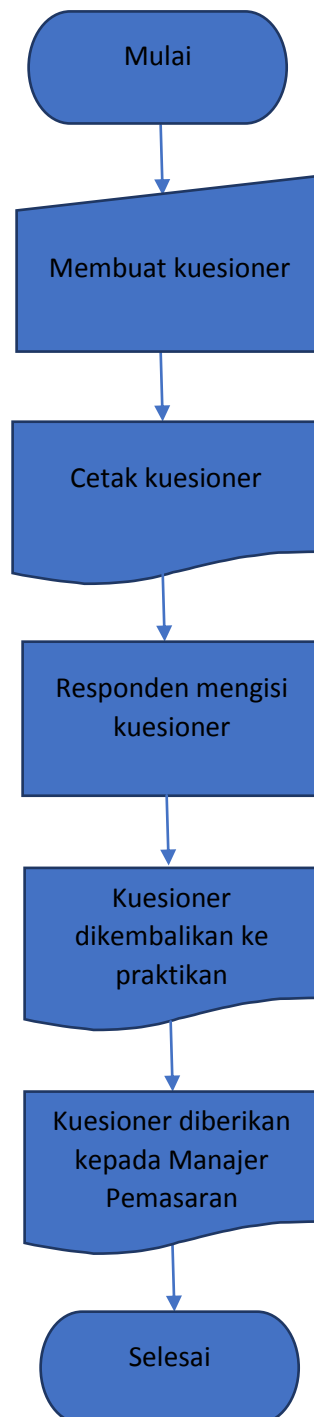 Mulai
Membuat kuesioner
Cetak kuesioner
Responden mengisi
kuesioner
Kuesioner
dikembalikan ke
praktikan
Kuesioner diberikan
kepada Manajer
Pemasaran
Selesai